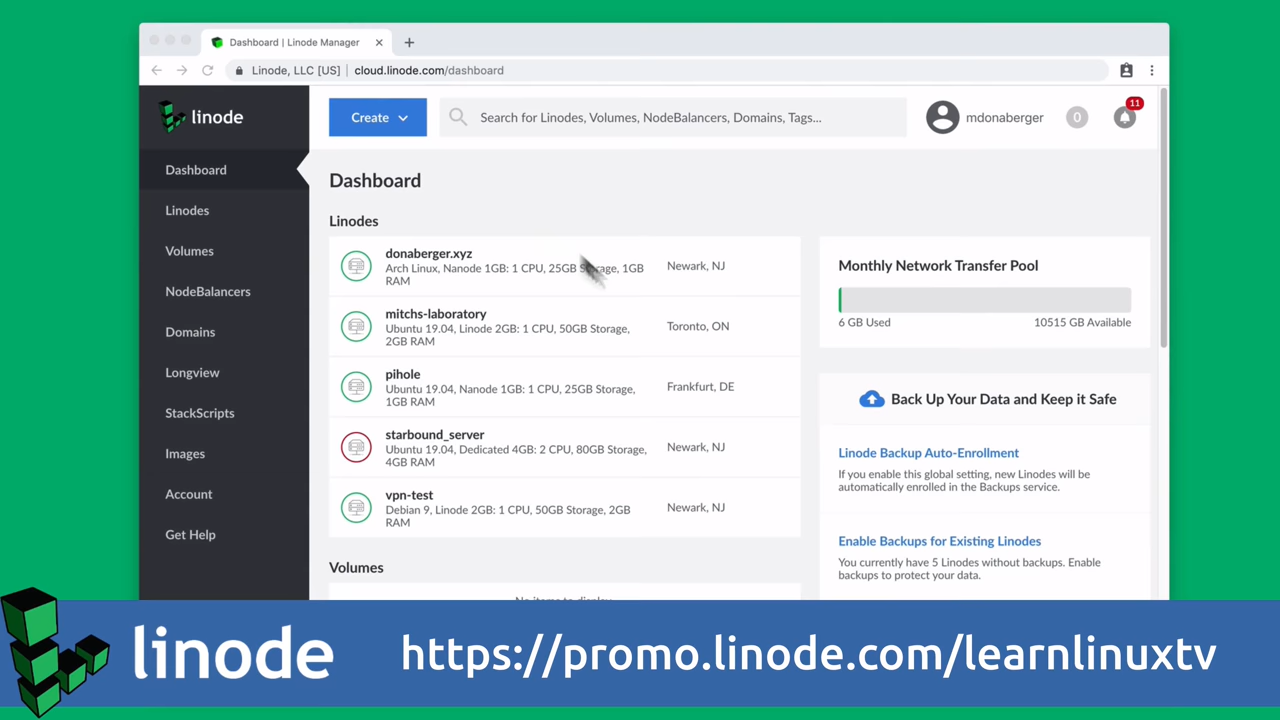 Dashboard | Linode Manager
Linode, LLC [US] | cloud.linode.com/dashboard
linode
Create
Search for Linodes, Volumes, NodeBalancers, Domains, Tags...
mdonaberger
0
11
Dashboard
Linodes
Volumes
NodeBalancers
Domains
Longview
StackScripts
Images
Account
Get Help
Dashboard
Linodes
donaberger.xyz
Arch Linux, Nanode 1GB: 1 CPU, 25GB Storage, 1GB
RAM
Newark, NJ
mitchs-laboratory
Ubuntu 19.04, Linode 2GB: 1 CPU, 50GB Storage,
2GB RAM
Toronto, ON
pihole
Ubuntu 19.04, Nanode 1GB: 1 CPU, 25GB Storage,
1GB RAM
Frankfurt, DE
starbound_server
Ubuntu 19.04, Dedicated 4GB: 2 CPU, 80GB Storage,
4GB RAM
Newark, NJ
vpn-test
Debian 9, Linode 2GB: 1 CPU, 50GB Storage, 2GB
RAM
Newark, NJ
Volumes
No items to display
Monthly Network Transfer Pool
6 GB Used
10515 GB Available
Back Up Your Data and Keep it Safe
Linode Backup Auto-Enrollment
If you enable this global setting, new Linodes will be
automatically enrolled in the Backups service.
Enable Backups for Existing Linodes
You currently have 5 Linodes without backups. Enable
backups to protect your data.
linode
https://promo.linode.com/learnlinuxtv